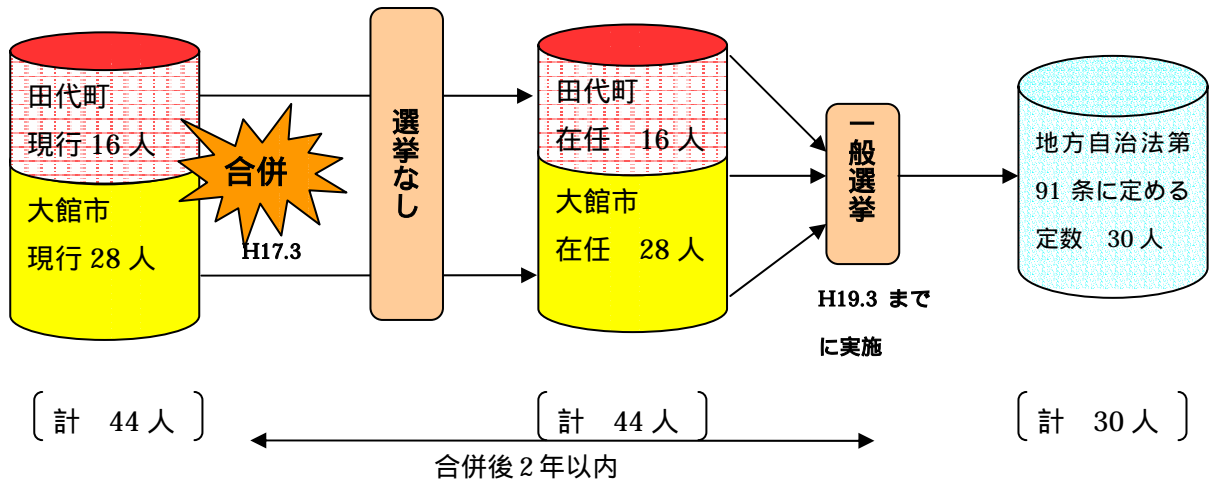 田代町
現行 16 人
大館市
現行 28 人
合併
H17.3
選挙なし
田代町
在任　16 人
大館市
在任　28 人
一般選挙
H19.3 まで
に実施
地方自治法第
91 条に定める
定数　30 人
計　44 人
計　44 人
計　30 人
合併後 2 年以内